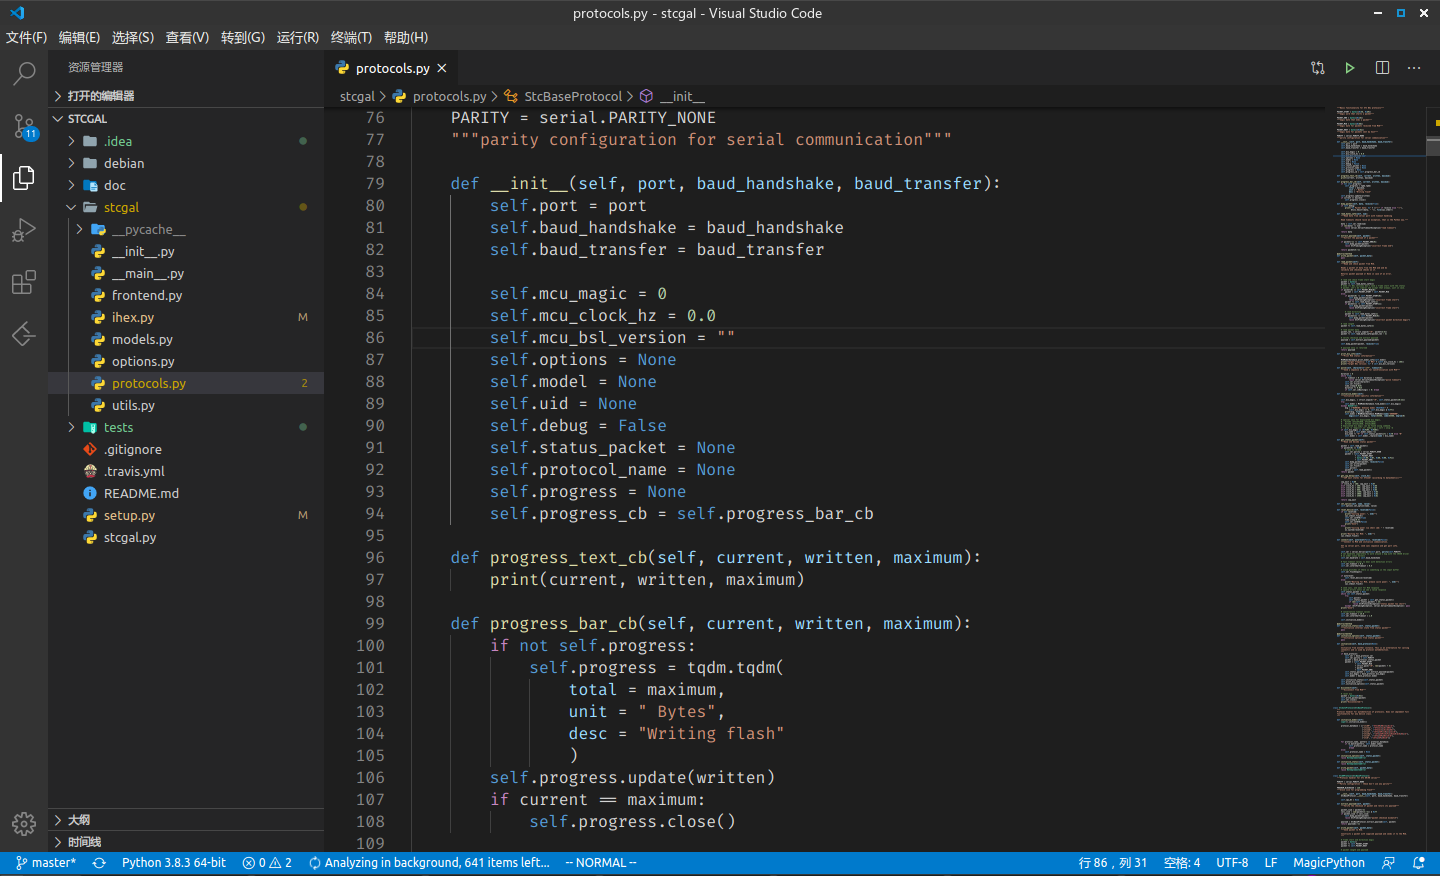 protocols.py - stcgal - Visual Studio Code
文件(F) 编辑(E) 选择(S) 查看(V) 转到(G) 运行(R) 终端(T) 帮助(H)
资源管理器
打开的编辑器
STCGAL
.idea
debian
doc
stcgal
__pycache__
__init__.py
__main__.py
frontend.py
ihex.py M
models.py
options.py
protocols.py 2
utils.py
tests
.gitignore
.travis.yml
README.md
setup.py M
stcgal.py
大纲
时间线
11
protocols.py
stcgal > protocols.py > StcBaseProtocol > __init__
76 PARITY = serial.PARITY_NONE
77 """parity configuration for serial communication"""
78
79 def __init__(self, port, baud_handshake, baud_transfer):
80 self.port = port
81 self.baud_handshake = baud_handshake
82 self.baud_transfer = baud_transfer
83
84 self.mcu_magic = 0
85 self.mcu_clock_hz = 0.0
86 self.mcu_bsl_version = ""
87 self.options = None
88 self.model = None
89 self.uid = None
90 self.debug = False
91 self.status_packet = None
92 self.protocol_name = None
93 self.progress = None
94 self.progress_cb = self.progress_bar_cb
95
96 def progress_text_cb(self, current, written, maximum):
97 print(current, written, maximum)
98
99 def progress_bar_cb(self, current, written, maximum):
100 if not self.progress:
101 self.progress = tqdm.tqdm(
102 total = maximum,
103 unit = " Bytes",
104 desc = "Writing flash"
105 )
106 self.progress.update(written)
107 if current == maximum:
108 self.progress.close()
109
master* Python 3.8.3 64-bit 0 2 Analyzing in background, 641 items left... -- NORMAL -- 行 86，列 31 空格: 4 UTF-8 LF MagicPython